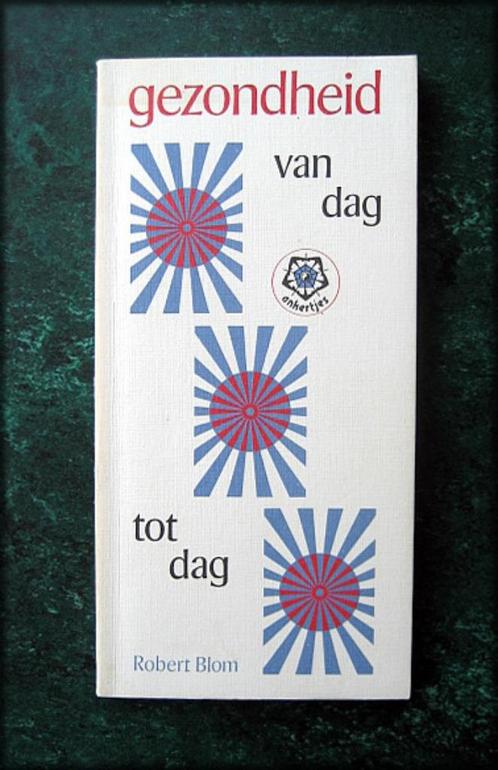 gezondheid
van
dag
ankertjes
tot
dag
Robert Blom